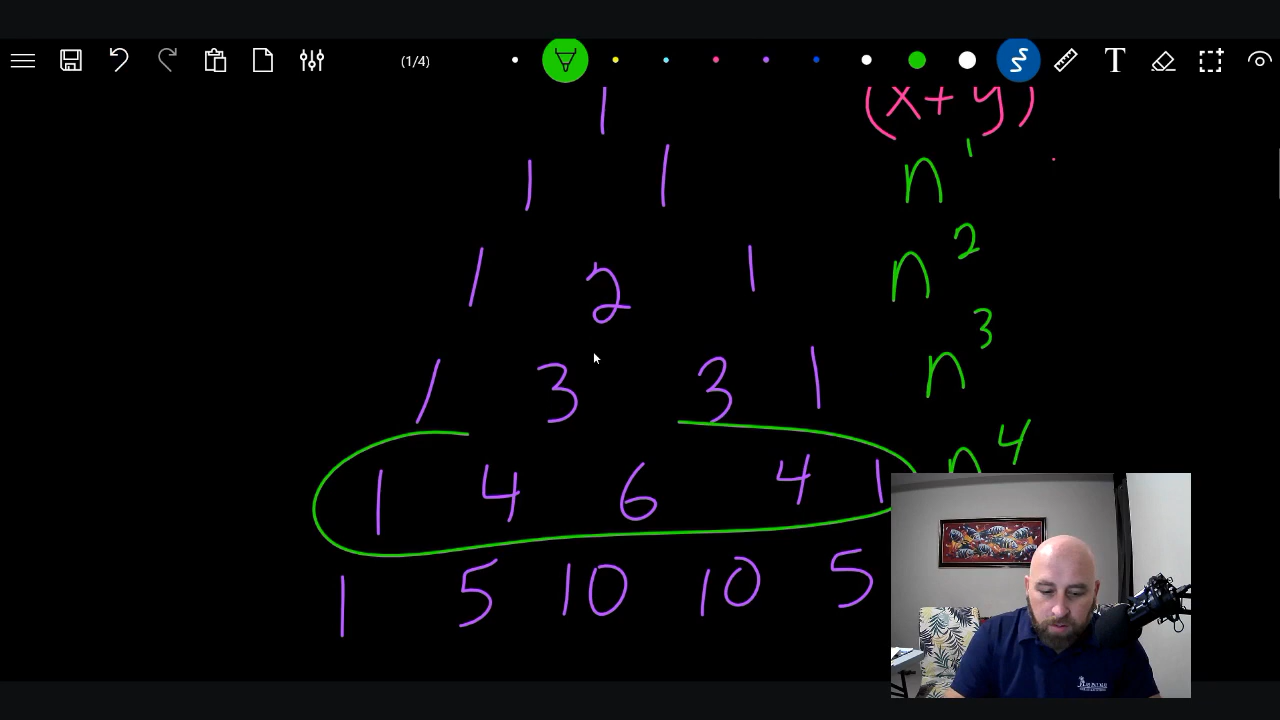 (1/4) T
1 (x+y)
1 1 n¹
1 2 1 n²
1 3 3 1 n³
1 4 6 4 1 n⁴
1 5 10 10 5